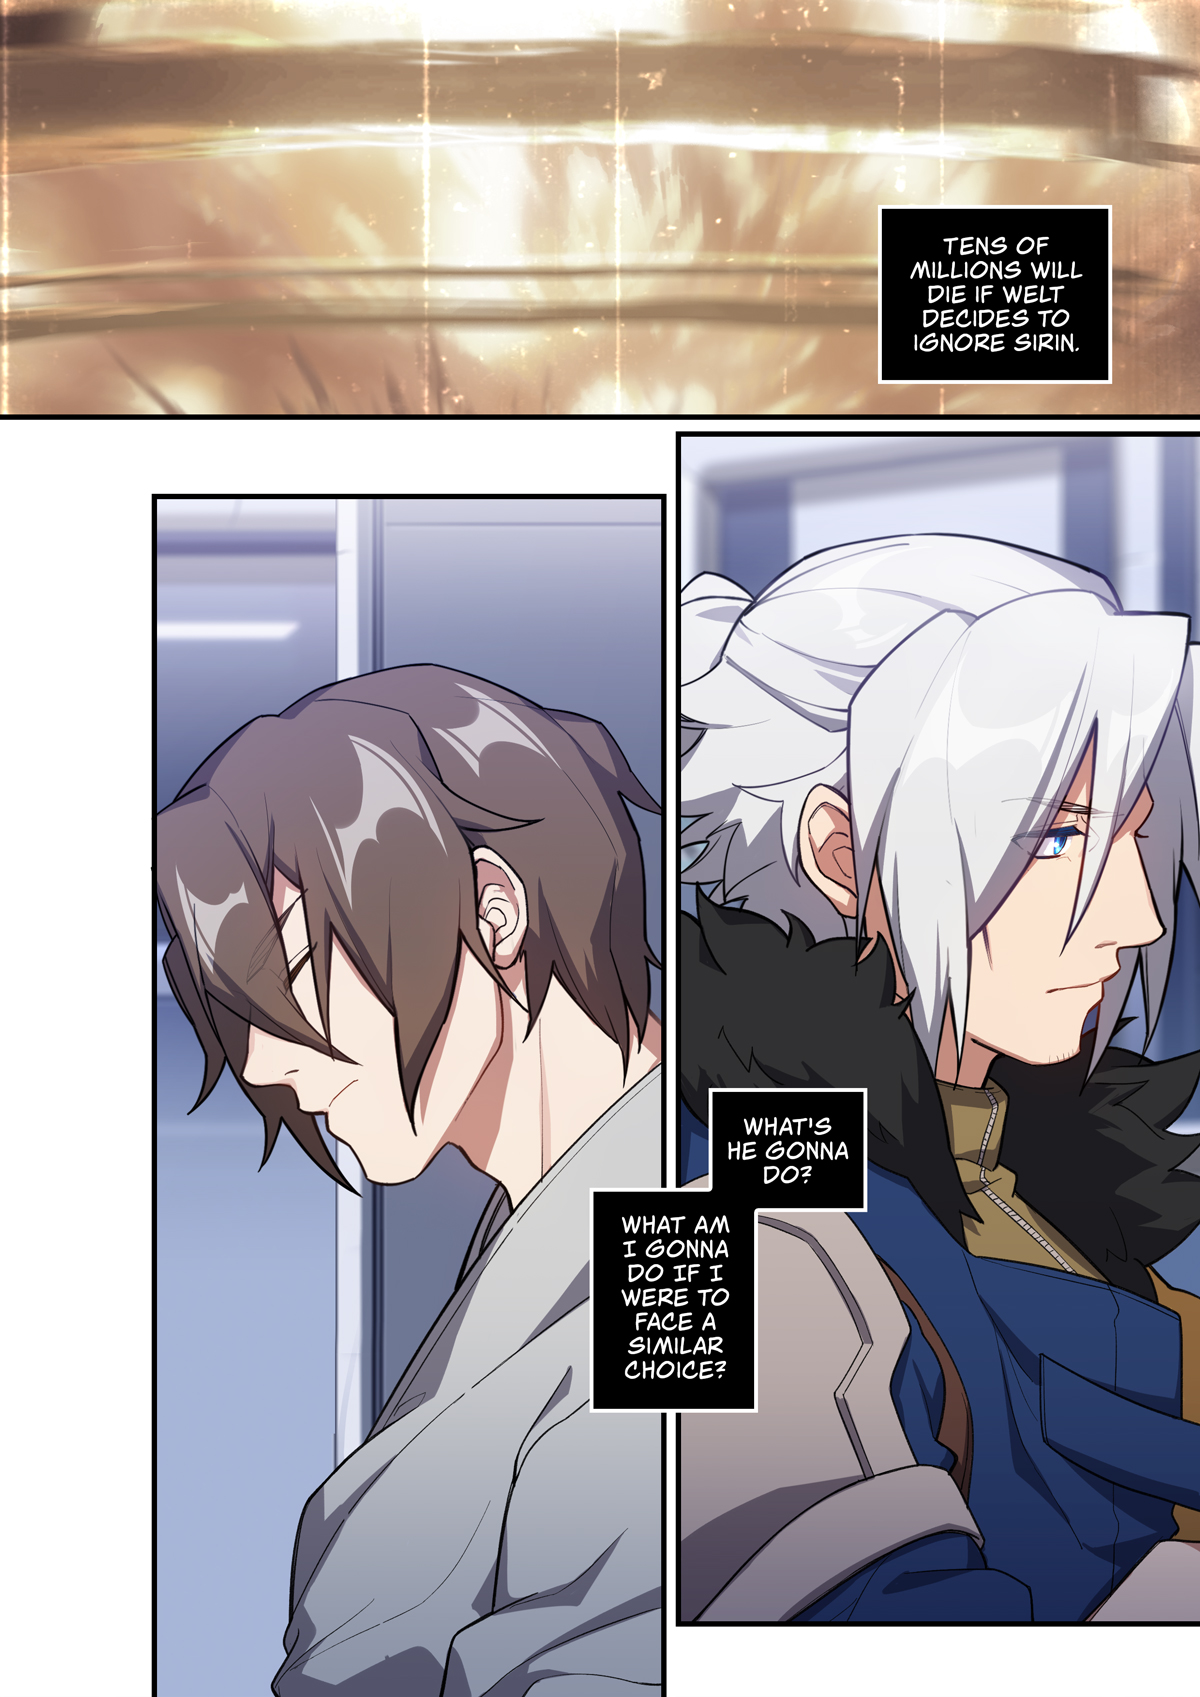 TENS OF
MILLIONS WILL
DIE IF WELT
DECIDES TO
IGNORE SIRIN.
WHAT'S
HE GONNA
DO?
WHAT AM
I GONNA
DO IF I
WERE TO
FACE A
SIMILAR
CHOICE?